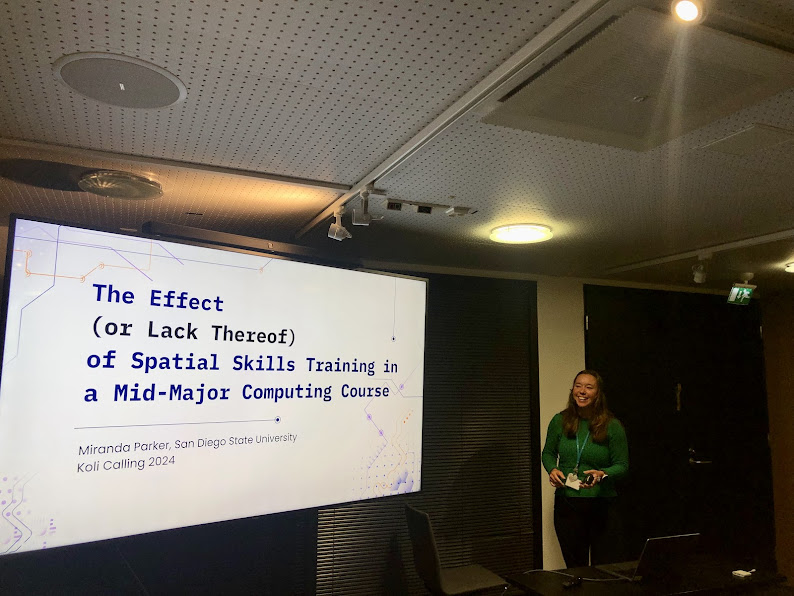 The Effect
(or Lack Thereof)
of Spatial Skills Training in
a Mid-Major Computing Course
Miranda Parker, San Diego State University
Koli Calling 2024